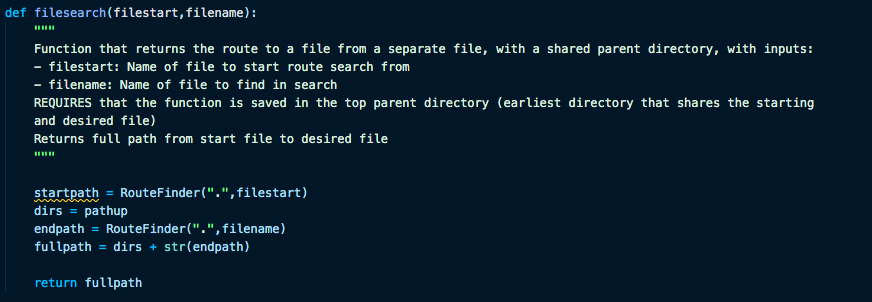 def filesearch(filestart,filename):
    """
    Function that returns the route to a file from a separate file, with a shared parent directory, with inputs:
    - filestart: Name of file to start route search from
    - filename: Name of file to find in search
    REQUIRES that the function is saved in the top parent directory (earliest directory that shares the starting
    and desired file)
    Returns full path from start file to desired file
    """
    startpath = RouteFinder(".",filestart)
    dirs = pathup
    endpath = RouteFinder(".",filename)
    fullpath = dirs + str(endpath)
    return fullpath